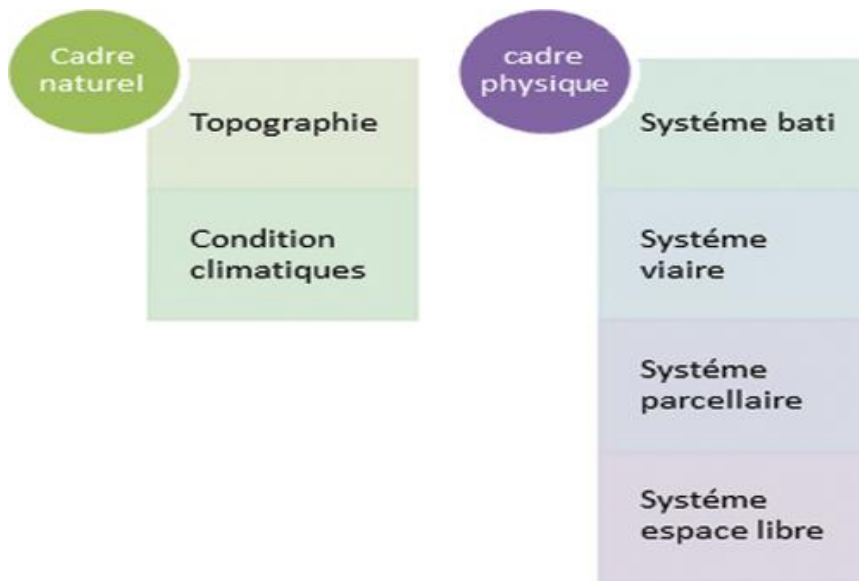 Cadre
naturel
Topographie
Condition
climatiques
cadre
physique
Systéme bati
Systéme
viaire
Systéme
parcellaire
Systéme
espace libre